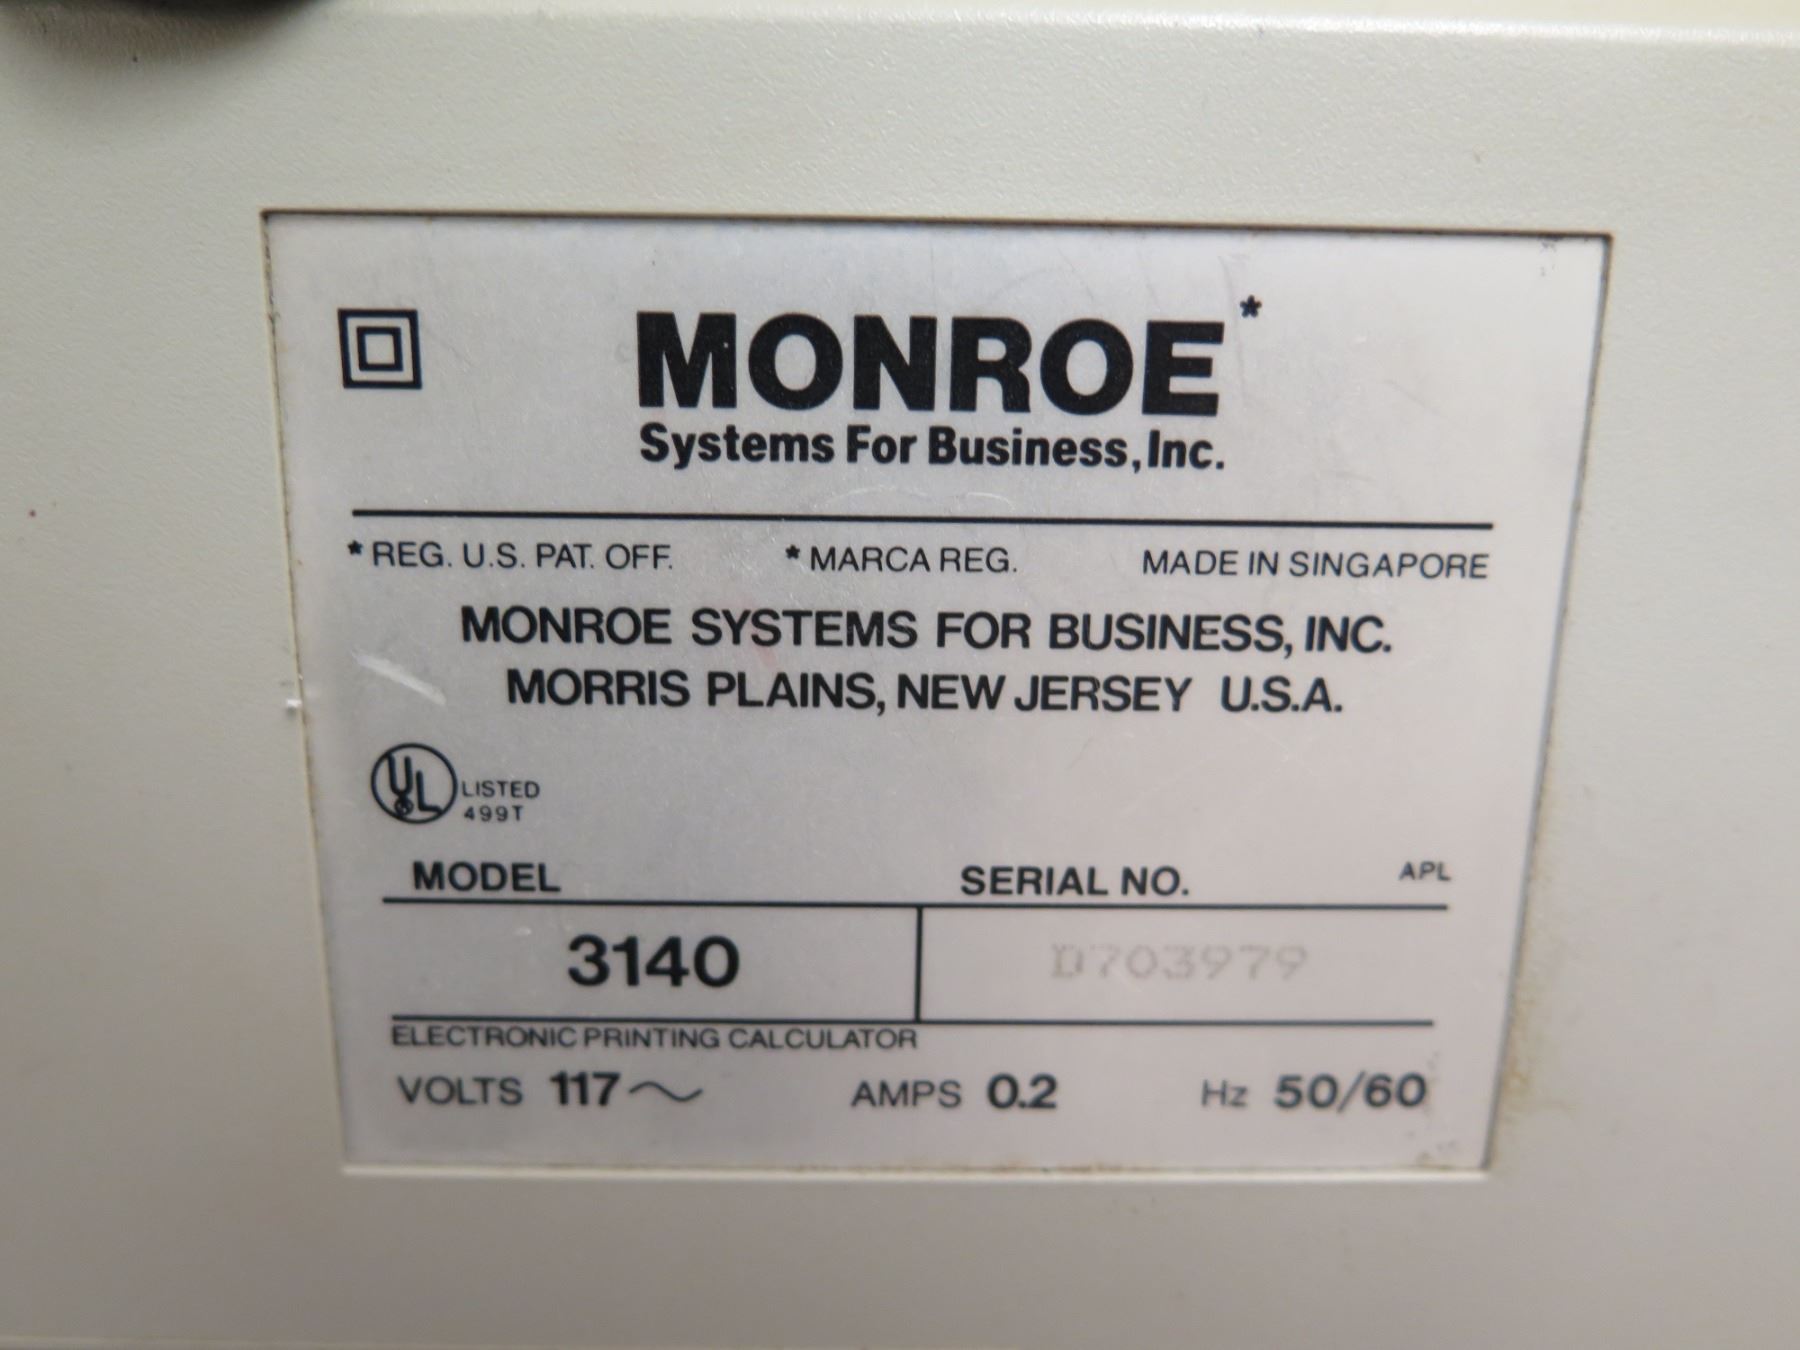 MONROE*
Systems For Business, Inc.
* REG. U.S. PAT. OFF. * MARCA REG. MADE IN SINGAPORE
MONROE SYSTEMS FOR BUSINESS, INC.
MORRIS PLAINS, NEW JERSEY U.S.A.
UL LISTED
499T
MODEL SERIAL NO. APL
3140 D703979
ELECTRONIC PRINTING CALCULATOR
VOLTS 117~ AMPS 0.2 Hz 50/60